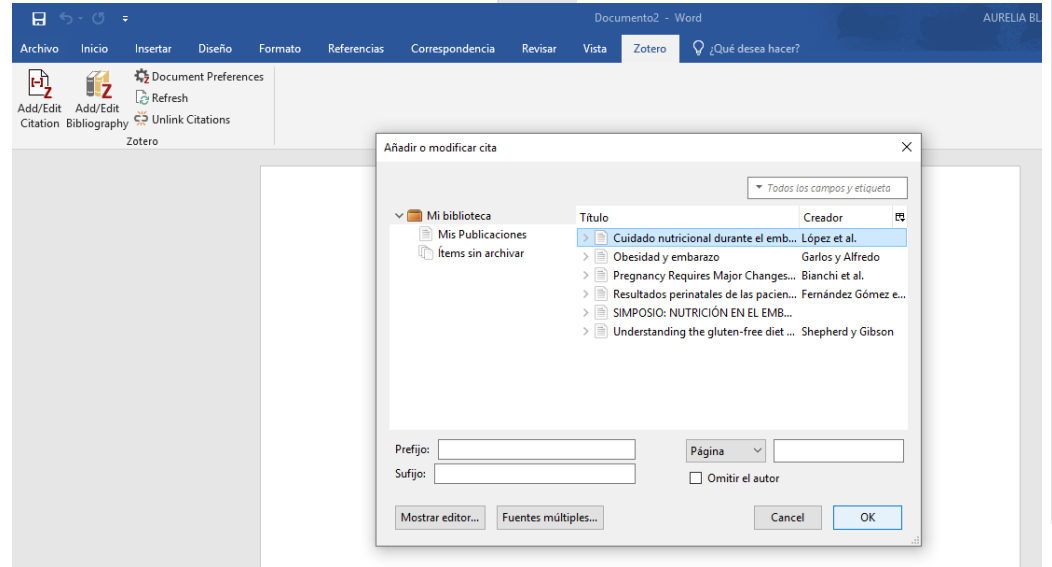 Documento2 - Word
AURELIA BL
Archivo Inicio Insertar Diseño Formato Referencias Correspondencia Revisar Vista Zotero ¿Qué desea hacer?
Add/Edit Citation
Add/Edit Bibliography
Document Preferences
Refresh
Unlink Citations
Zotero
Añadir o modificar cita
Todos los campos y etiqueta
Mi biblioteca
Mis Publicaciones
Ítems sin archivar
Título Creador
Cuidado nutricional durante el emb... López et al.
Obesidad y embarazo Garlos y Alfredo
Pregnancy Requires Major Changes... Bianchi et al.
Resultados perinatales de las pacien... Fernández Gómez e...
SIMPOSIO: NUTRICIÓN EN EL EMB...
Understanding the gluten-free diet ... Shepherd y Gibson
Prefijo:
Página
Sufijo:
Omitir el autor
Mostrar editor... Fuentes múltiples... Cancel OK